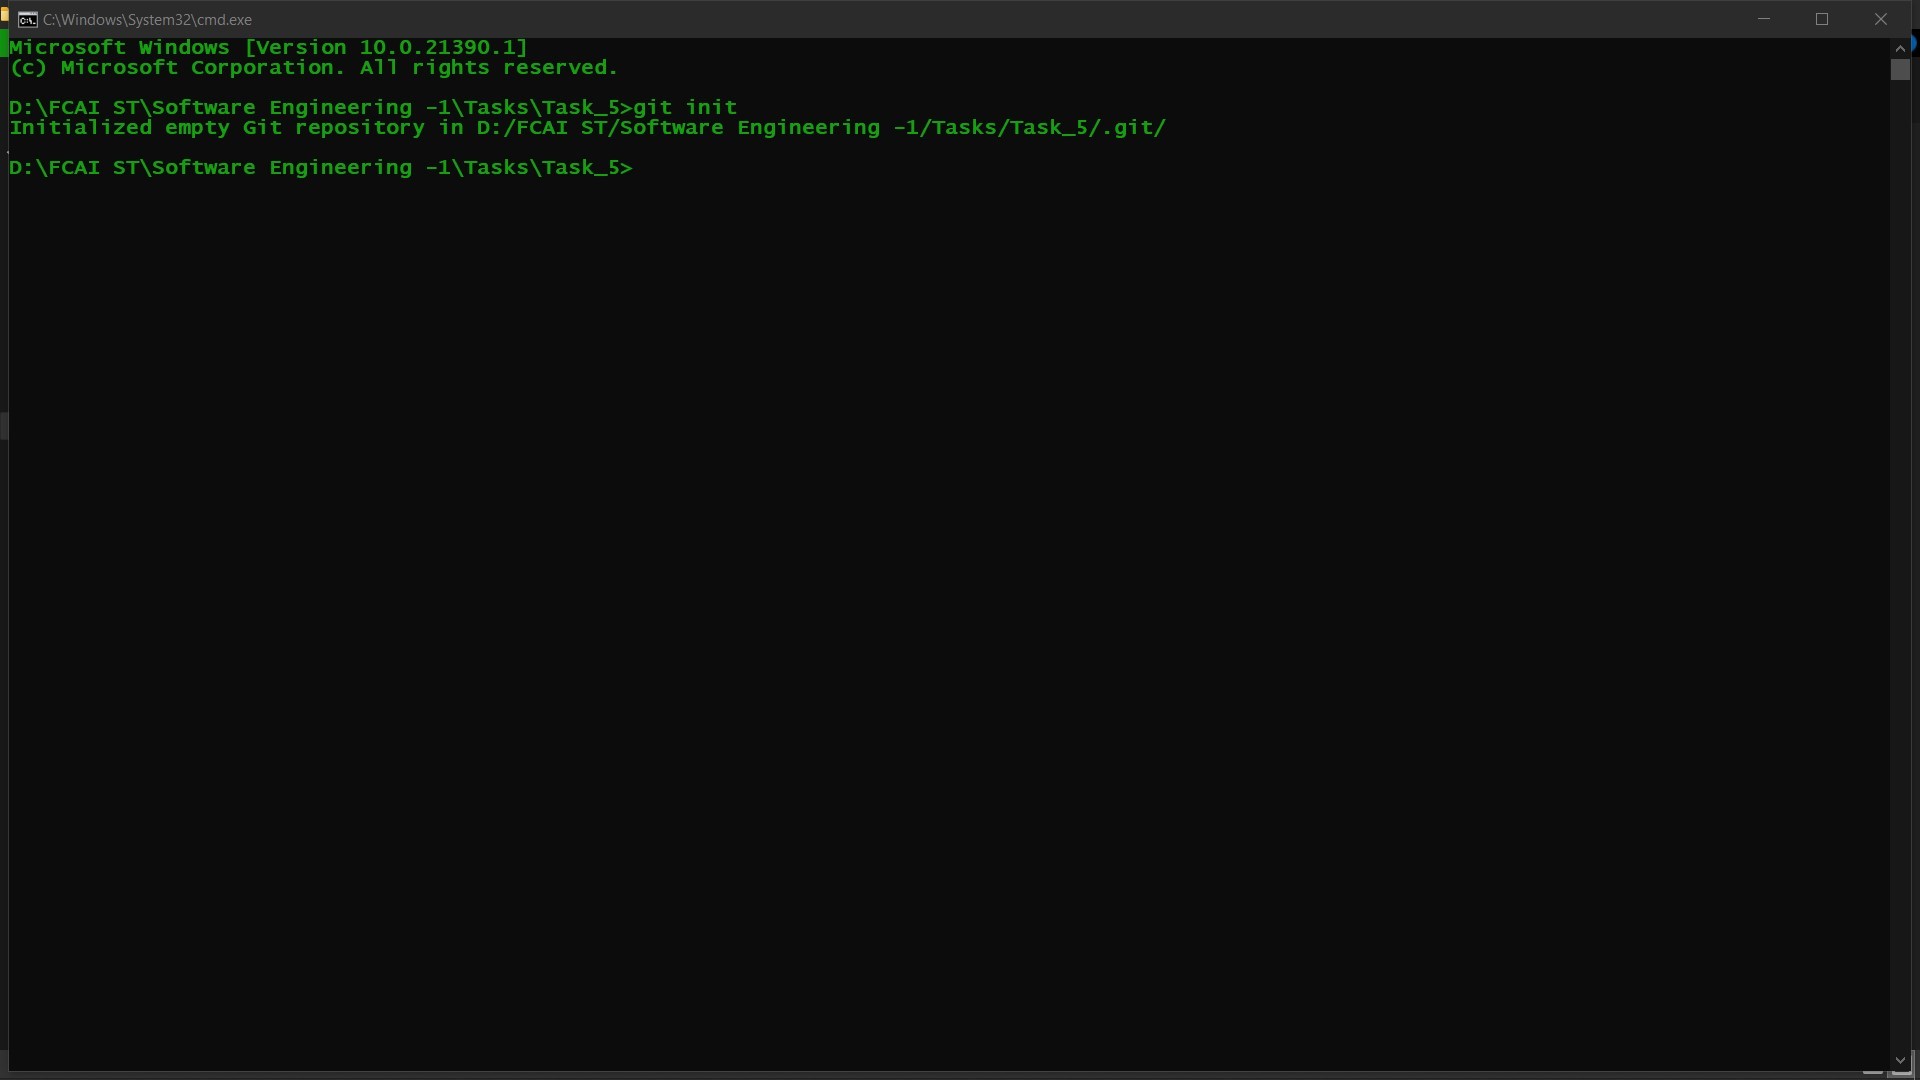 C:\Windows\System32\cmd.exe
Microsoft Windows [Version 10.0.21390.1]
(c) Microsoft Corporation. All rights reserved.
D:\FCAI ST\Software Engineering -1\Tasks\Task_5>git init
Initialized empty Git repository in D:/FCAI ST/Software Engineering -1/Tasks/Task_5/.git/
D:\FCAI ST\Software Engineering -1\Tasks\Task_5>